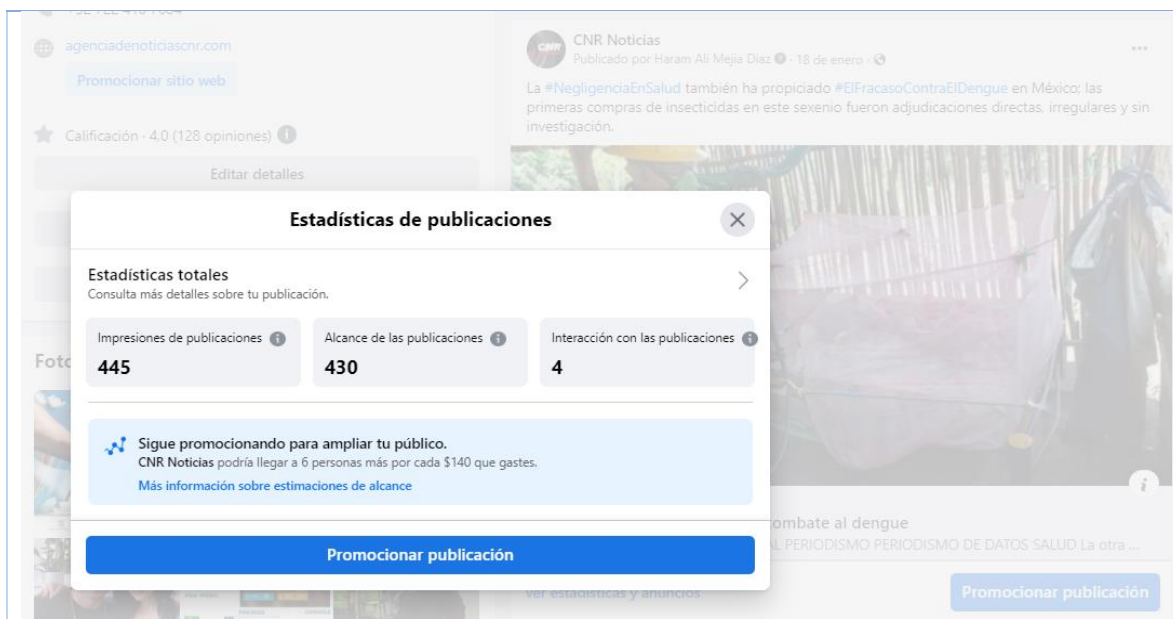 agenciadenoticiascnr.com
Promocionar sitio web
Calificación · 4,0 (128 opiniones)
Editar detalles
CNR Noticias
Publicado por Haram Ali Mejia Díaz · 18 de enero ·
La #NegligenciaEnSalud también ha propiciado #ElFracasoContraElDengue en México; las
primeras compras de insecticidas en este sexenio fueron adjudicaciones directas, irregulares y sin
investigación.
Estadísticas de publicaciones
Estadísticas totales
Consulta más detalles sobre tu publicación.
Impresiones de publicaciones
445
Alcance de las publicaciones
430
Interacción con las publicaciones
4
Sigue promocionando para ampliar tu público.
CNR Noticias podría llegar a 6 personas más por cada $140 que gastes.
Más información sobre estimaciones de alcance
Promocionar publicación
combate al dengue
PERIODISMO PERIODISMO DE DATOS SALUD La otra ...
Ver estadísticas y anuncios
Promocionar publicación